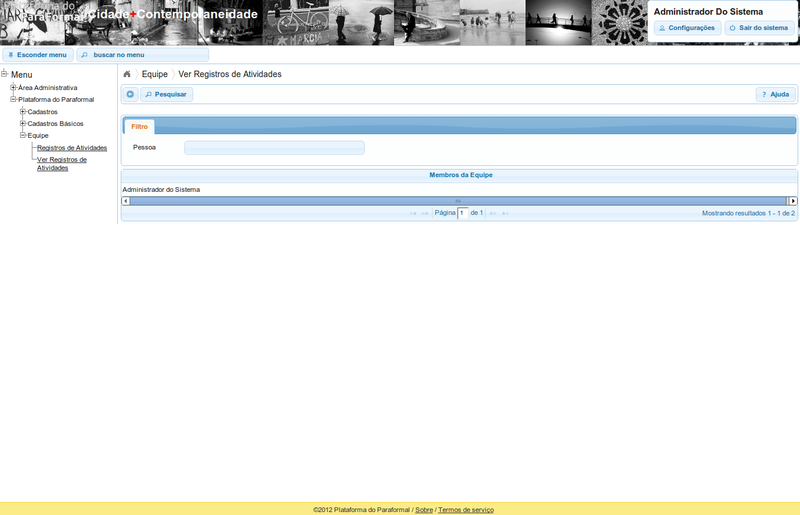 ParaFormal
Cidade+Contemporaneidade
MARCIA
Administrador Do Sistema
Configurações
Sair do sistema
Esconder menu
buscar no menu
Menu
Área Administrativa
Plataforma do Paraformal
Cadastros
Cadastros Básicos
Equipe
Registros de Atividades
Ver Registros de
Atividades
Equipe
Ver Registros de Atividades
Pesquisar
? Ajuda
Filtro
Pessoa
Membros da Equipe
Administrador do Sistema
Página 1 de 1
Mostrando resultados 1 - 1 de 2
©2012 Plataforma do Paraformal / Sobre / Termos de serviço